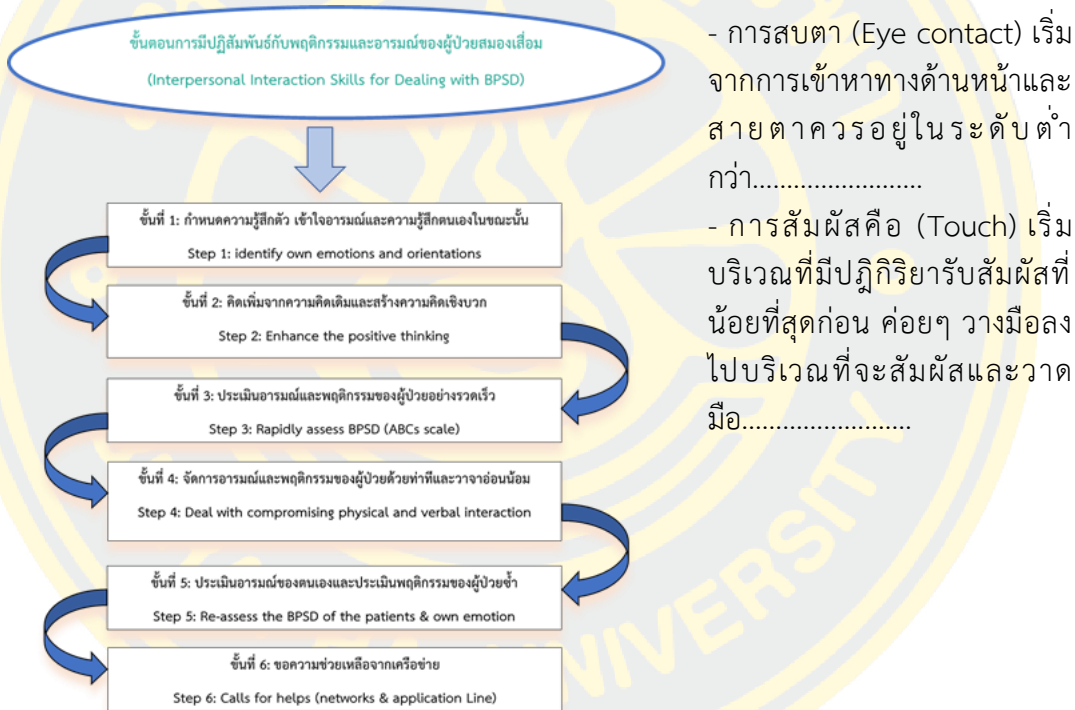 ขั้นตอนการมีปฏิสัมพันธ์กับพฤติกรรมและอารมณ์ของผู้ป่วยสมองเสื่อม
(Interpersonal Interaction Skills for Dealing with BPSD)
ขั้นที่ 1: กำหนดความรู้สึกตัว เข้าใจอารมณ์และความรู้สึกตนเองในขณะนั้น
Step 1: identify own emotions and orientations
ขั้นที่ 2: คิดเพิ่มจากความคิดเดิมและสร้างความคิดเชิงบวก
Step 2: Enhance the positive thinking
ขั้นที่ 3: ประเมินอารมณ์และพฤติกรรมของผู้ป่วยอย่างรวดเร็ว
Step 3: Rapidly assess BPSD (ABCs scale)
ขั้นที่ 4: จัดการอารมณ์และพฤติกรรมของผู้ป่วยด้วยท่าทีและวาจาอ่อนน้อม
Step 4: Deal with compromising physical and verbal interaction
ขั้นที่ 5: ประเมินอารมณ์ของตนเองและประเมินพฤติกรรมของผู้ป่วยซ้ำ
Step 5: Re-assess the BPSD of the patients & own emotion
ขั้นที่ 6: ขอความช่วยเหลือจากเครือข่าย
Step 6: Calls for helps (networks & application Line)
- การสบตา (Eye contact) เริ่ม
จากการเข้าหาทางด้านหน้าและ
สายตาควรอยู่ในระดับต่ำ
กว่า.........................
- การสัมผัสคือ (Touch) เริ่ม
บริเวณที่มีปฎิกิริยารับสัมผัสที่
น้อยที่สุดก่อน ค่อยๆ วางมือลง
ไปบริเวณที่จะสัมผัสและวาด
มือ.........................
UNIVERSITY